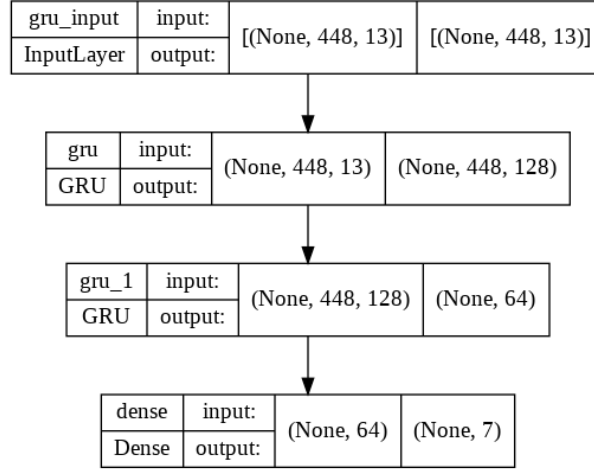 gru_input input: [(None, 448, 13)] [(None, 448, 13)]
InputLayer output:
gru input: (None, 448, 13) (None, 448, 128)
GRU output:
gru_1 input: (None, 448, 128) (None, 64)
GRU output:
dense input: (None, 64) (None, 7)
Dense output: